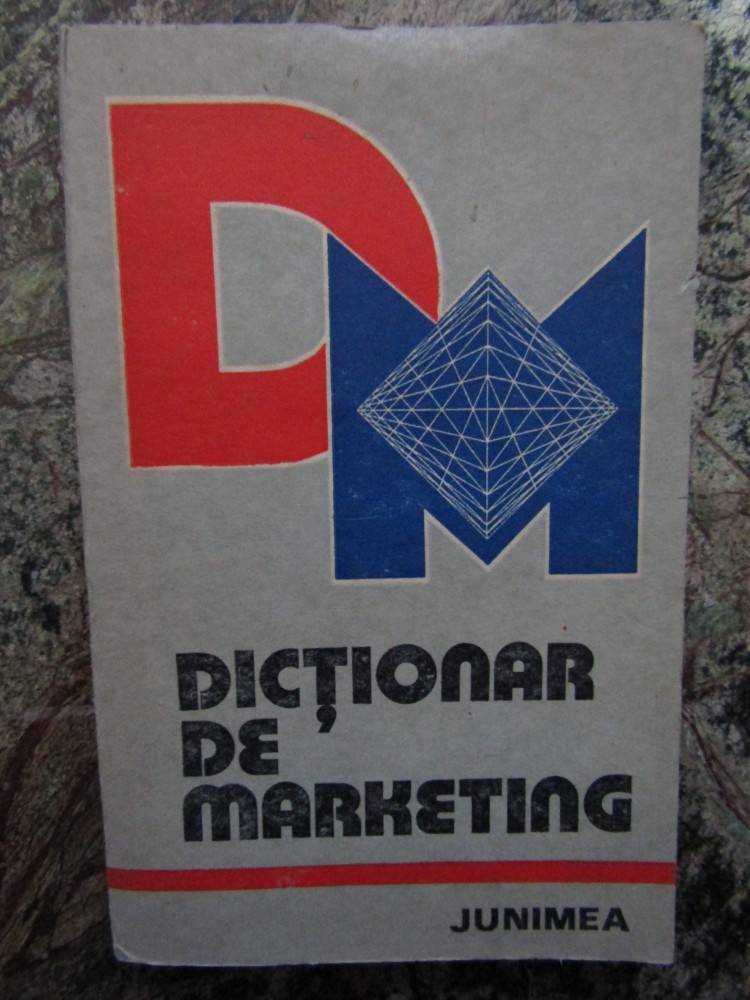 DM
DICȚIONAR
DE
MARKETING
JUNIMEA